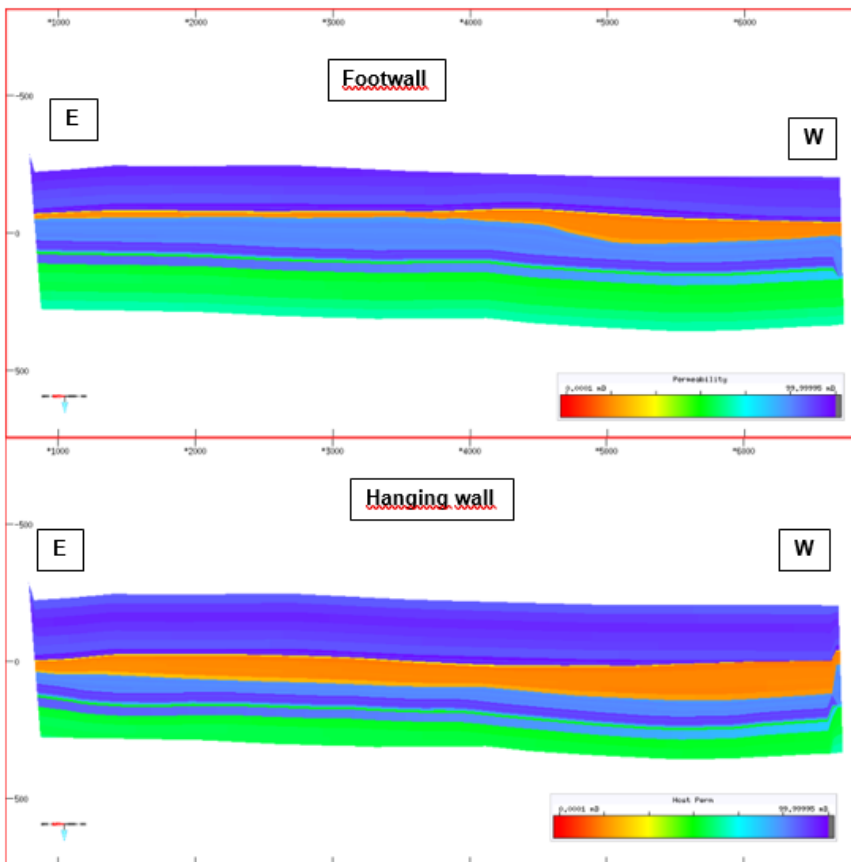 *1000 *2000 *3000 *4000 *5000 *6000
Footwall
-500
E
W
0
500
Permeability
0.0001 mD 99.99995 mD
*1000 *2000 *3000 *4000 *5000 *6000
Hanging wall
-500
E
W
0
500
Host Perm
0.0001 mD 99.99995 mD